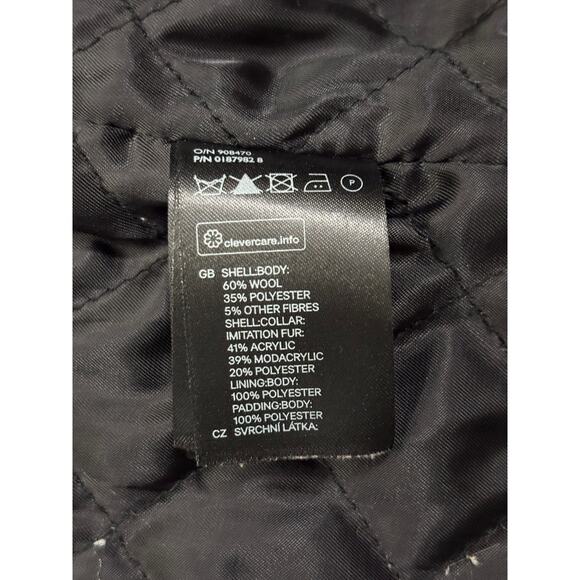 O/N 908470
P/N 0187982 8
P
clevercare.info
GB SHELL:BODY:
60% WOOL
35% POLYESTER
5% OTHER FIBRES
SHELL:COLLAR:
IMITATION FUR:
41% ACRYLIC
39% MODACRYLIC
20% POLYESTER
LINING:BODY:
100% POLYESTER
PADDING:BODY:
100% POLYESTER
CZ SVRCHNÍ LÁTKA: